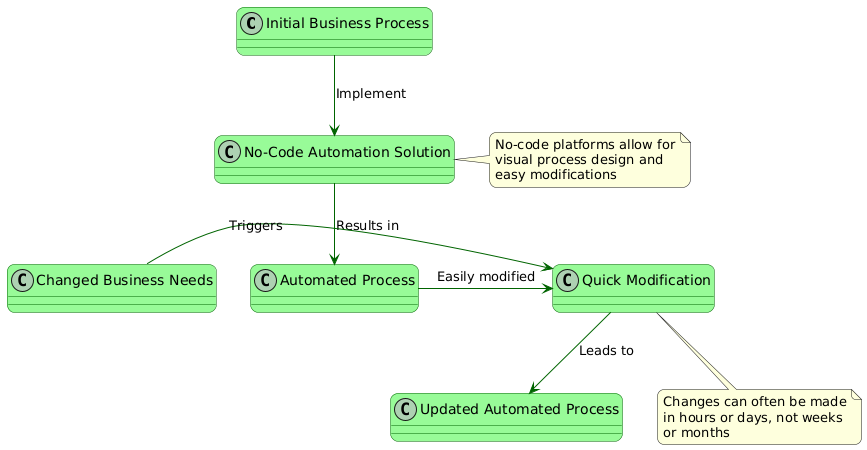 C Initial Business Process
Implement
C No-Code Automation Solution
No-code platforms allow for
visual process design and
easy modifications
Triggers
Results in
C Changed Business Needs
C Automated Process
Easily modified
C Quick Modification
Leads to
C Updated Automated Process
Changes can often be made
in hours or days, not weeks
or months